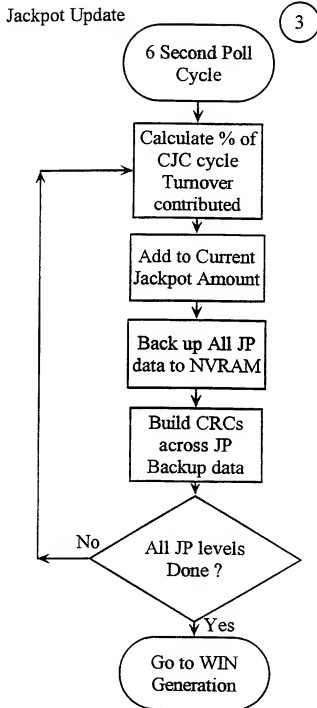 Jackpot Update
3
6 Second Poll
Cycle
Calculate % of
CJC cycle
Turnover
contributed
Add to Current
Jackpot Amount
Back up All JP
data to NVRAM
Build CRCs
across JP
Backup data
No
All JP levels
Done ?
Yes
Go to WIN
Generation